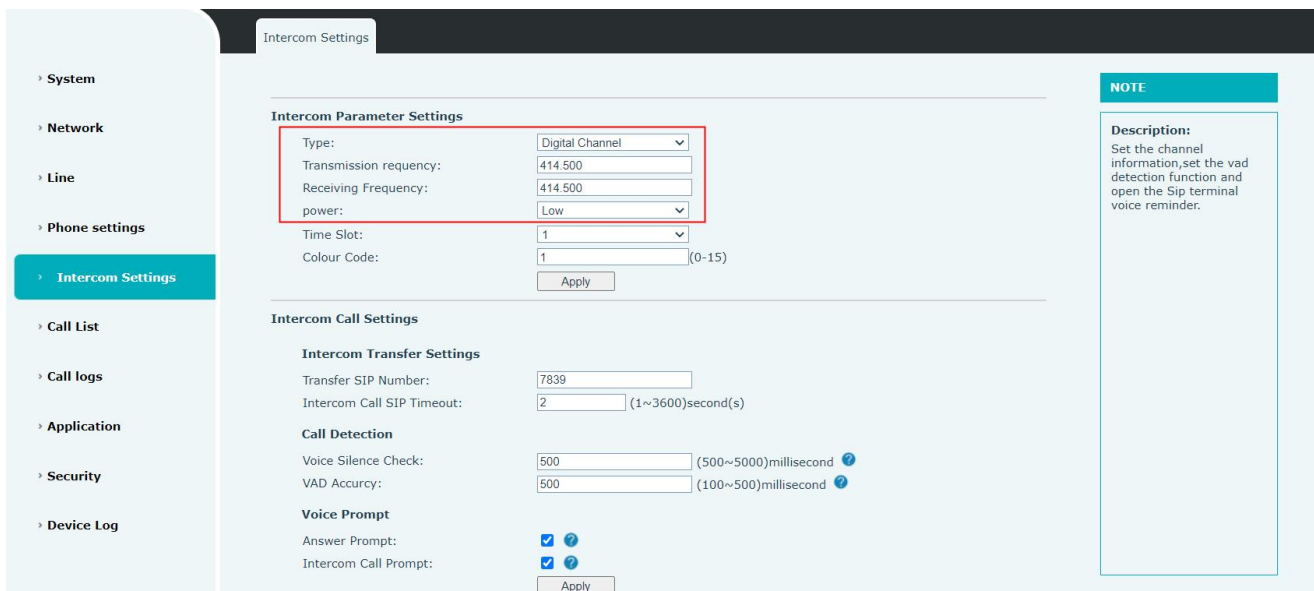 Intercom Settings
System
Network
Line
Phone settings
Intercom Settings
Call List
Call logs
Application
Security
Device Log
Intercom Parameter Settings
Type: Digital Channel
Transmission requency: 414.500
Receiving Frequency: 414.500
power: Low
Time Slot: 1
Colour Code: 1 (0-15)
Apply
Intercom Call Settings
Intercom Transfer Settings
Transfer SIP Number: 7839
Intercom Call SIP Timeout: 2 (1~3600)second(s)
Call Detection
Voice Silence Check: 500 (500~5000)millisecond ?
VAD Accurcy: 500 (100~500)millisecond ?
Voice Prompt
Answer Prompt: ?
Intercom Call Prompt: ?
Apply
NOTE
Description:
Set the channel
information,set the vad
detection function and
open the Sip terminal
voice reminder.